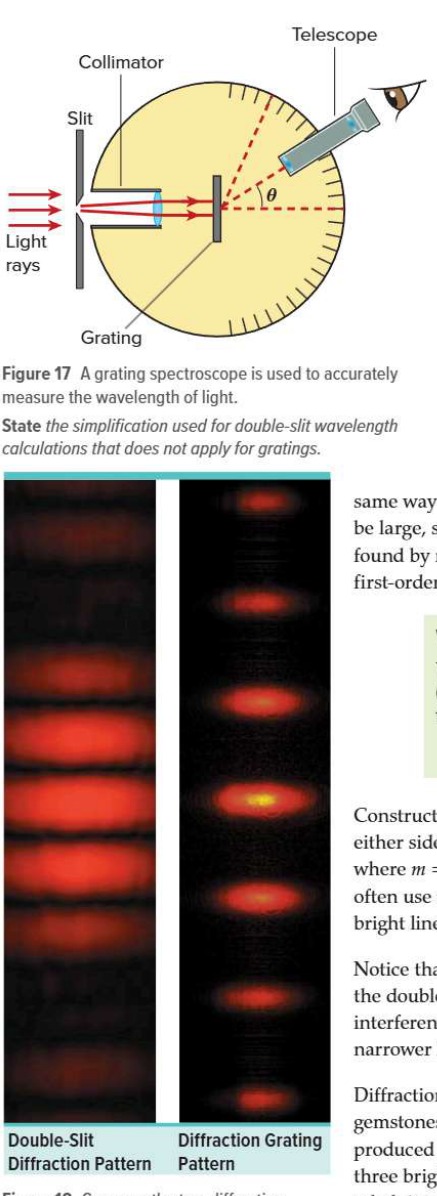 Telescope
Collimator
Slit
θ
Light
rays
Grating
Figure 17 A grating spectroscope is used to accurately
measure the wavelength of light.
State the simplification used for double-slit wavelength
calculations that does not apply for gratings.
same way
be large, s
found by
first-order
Construct
either side
where m =
often use
bright line
Notice tha
the double
interferen
narrower
Diffraction
gemstones
produced
three brig
Double-Slit
Diffraction Pattern
Diffraction Grating
Pattern